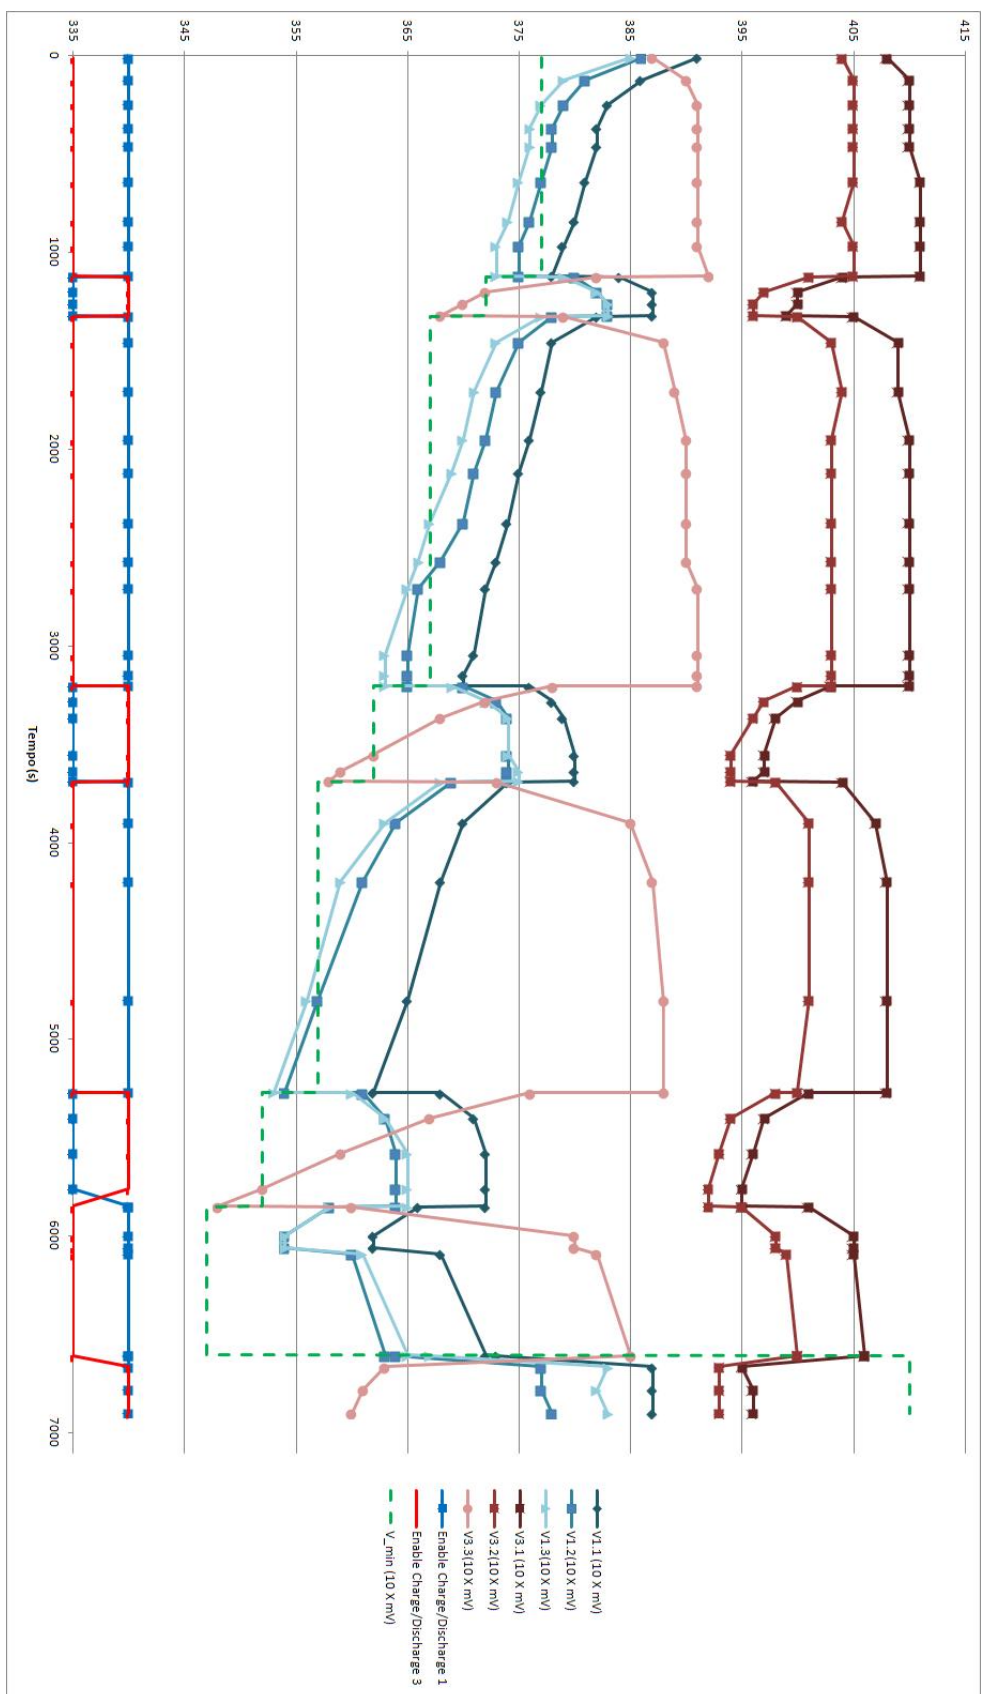 415
405
395
385
375
365
355
345
335
0
1000
2000
3000
4000
5000
6000
7000
Tempo (s)
V1.1 (10 X mV)
V1.2(10 X mV)
V1.3(10 X mV)
V3.1 (10 X mV)
V3.2(10 X mV)
V3.3(10 X mV)
Enable Charge/Discharge 1
Enable Charge/Discharge 3
V_min (10 X mV)